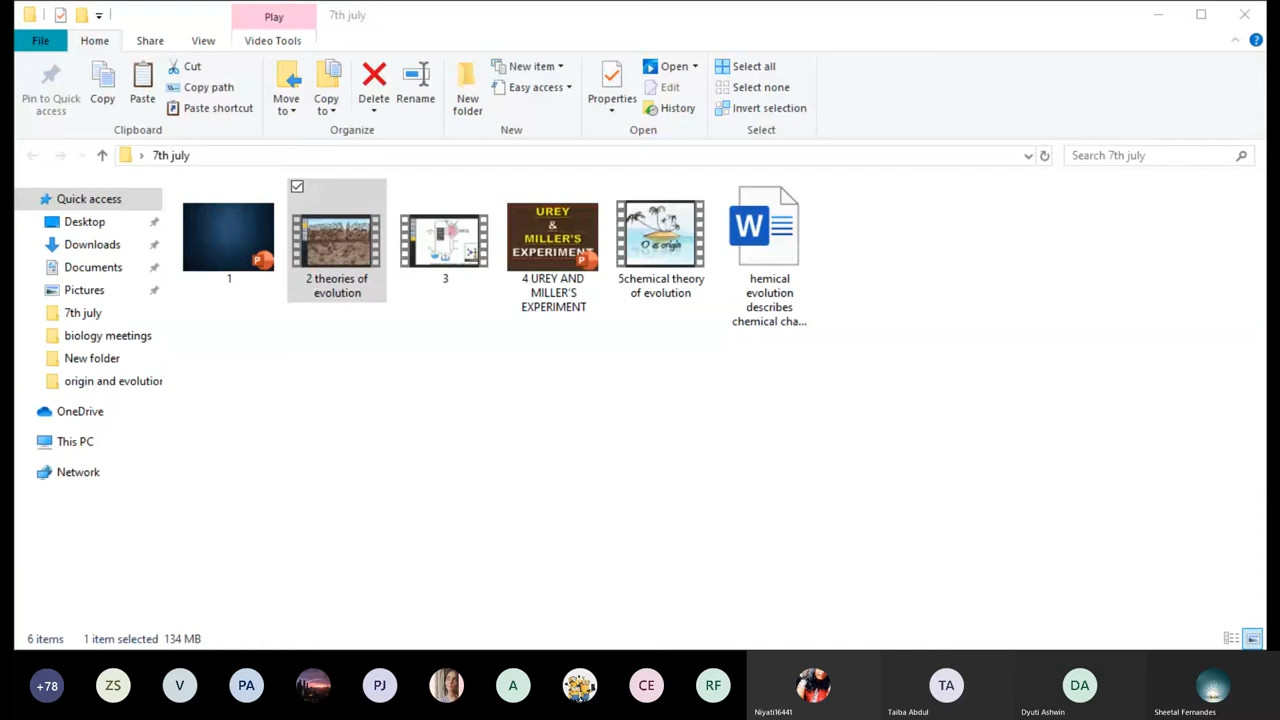 Play
7th july
File
Home
Share
View
Video Tools
Pin to Quick
access
Copy
Paste
Cut
Copy path
Paste shortcut
Clipboard
Move
to
Copy
to
Delete
Rename
Organize
New
folder
New item
Easy access
New
Properties
Open
Edit
History
Open
Select all
Select none
Invert selection
Select
7th july
Search 7th july
Quick access
Desktop
Downloads
Documents
Pictures
7th july
biology meetings
New folder
origin and evolution
OneDrive
This PC
Network
1
2 theories of
evolution
3
UREY
&
MILLER'S
EXPERIMENT
4 UREY AND
MILLER'S
EXPERIMENT
O is origin
5chemical theory
of evolution
W
hemical
evolution
describes
chemical cha...
6 items
1 item selected
134 MB
+78
ZS
V
PA
PJ
A
CE
RF
Niyati16441
TA
Taiba Abdul
DA
Dyuti Ashwin
Sheetal Fernandes